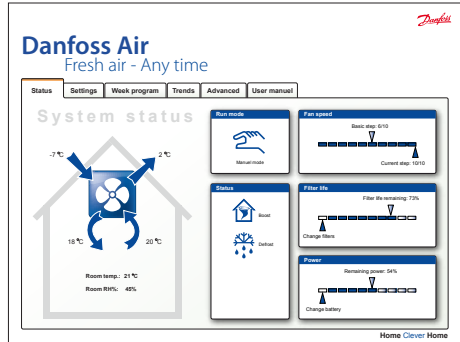 Danfoss
Danfoss Air
Fresh air - Any time
Status Settings Week program Trends Advanced User manuel
System status
-7 °C
2 °C
18 °C
20 °C
Room temp.: 21 °C
Room RH%: 45%
Run mode
Manual mode
Status
Boost
Defrost
Fan speed
Basic step: 6/10
Current step: 10/10
Filter life
Filter life remaining: 73%
Change filters
Power
Remaining power: 54%
Change battery
Home Clever Home